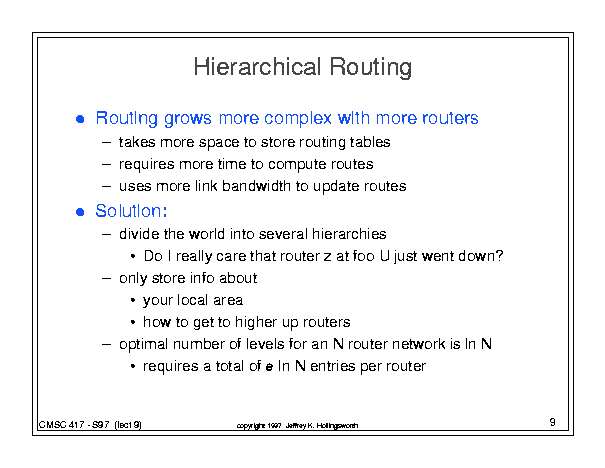 Hierarchical Routing
● Routing grows more complex with more routers
– takes more space to store routing tables
– requires more time to compute routes
– uses more link bandwidth to update routes
● Solution:
– divide the world into several hierarchies
• Do I really care that router z at foo U just went down?
– only store info about
• your local area
• how to get to higher up routers
– optimal number of levels for an N router network is ln N
• requires a total of e ln N entries per router
CMSC 417 - S97 (lect 9)
copyright 1997 Jeffrey K. Hollingsworth
9